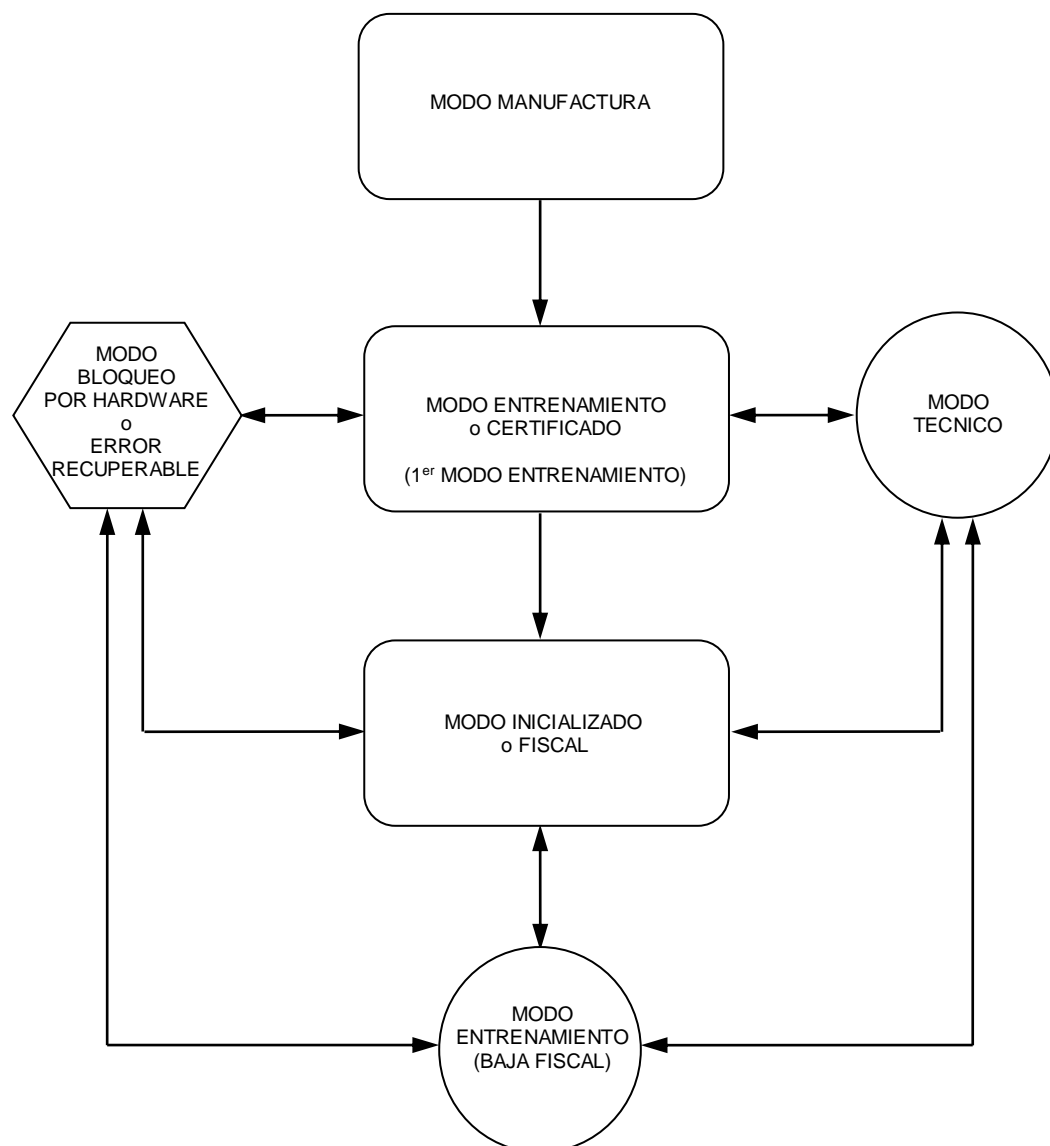 MODO MANUFACTURA
MODO
BLOQUEO
POR HARDWARE
o
ERROR
RECUPERABLE
MODO ENTRENAMIENTO
o CERTIFICADO
(1er MODO ENTRENAMIENTO)
MODO
TECNICO
MODO INICIALIZADO
o FISCAL
MODO
ENTRENAMIENTO
(BAJA FISCAL)